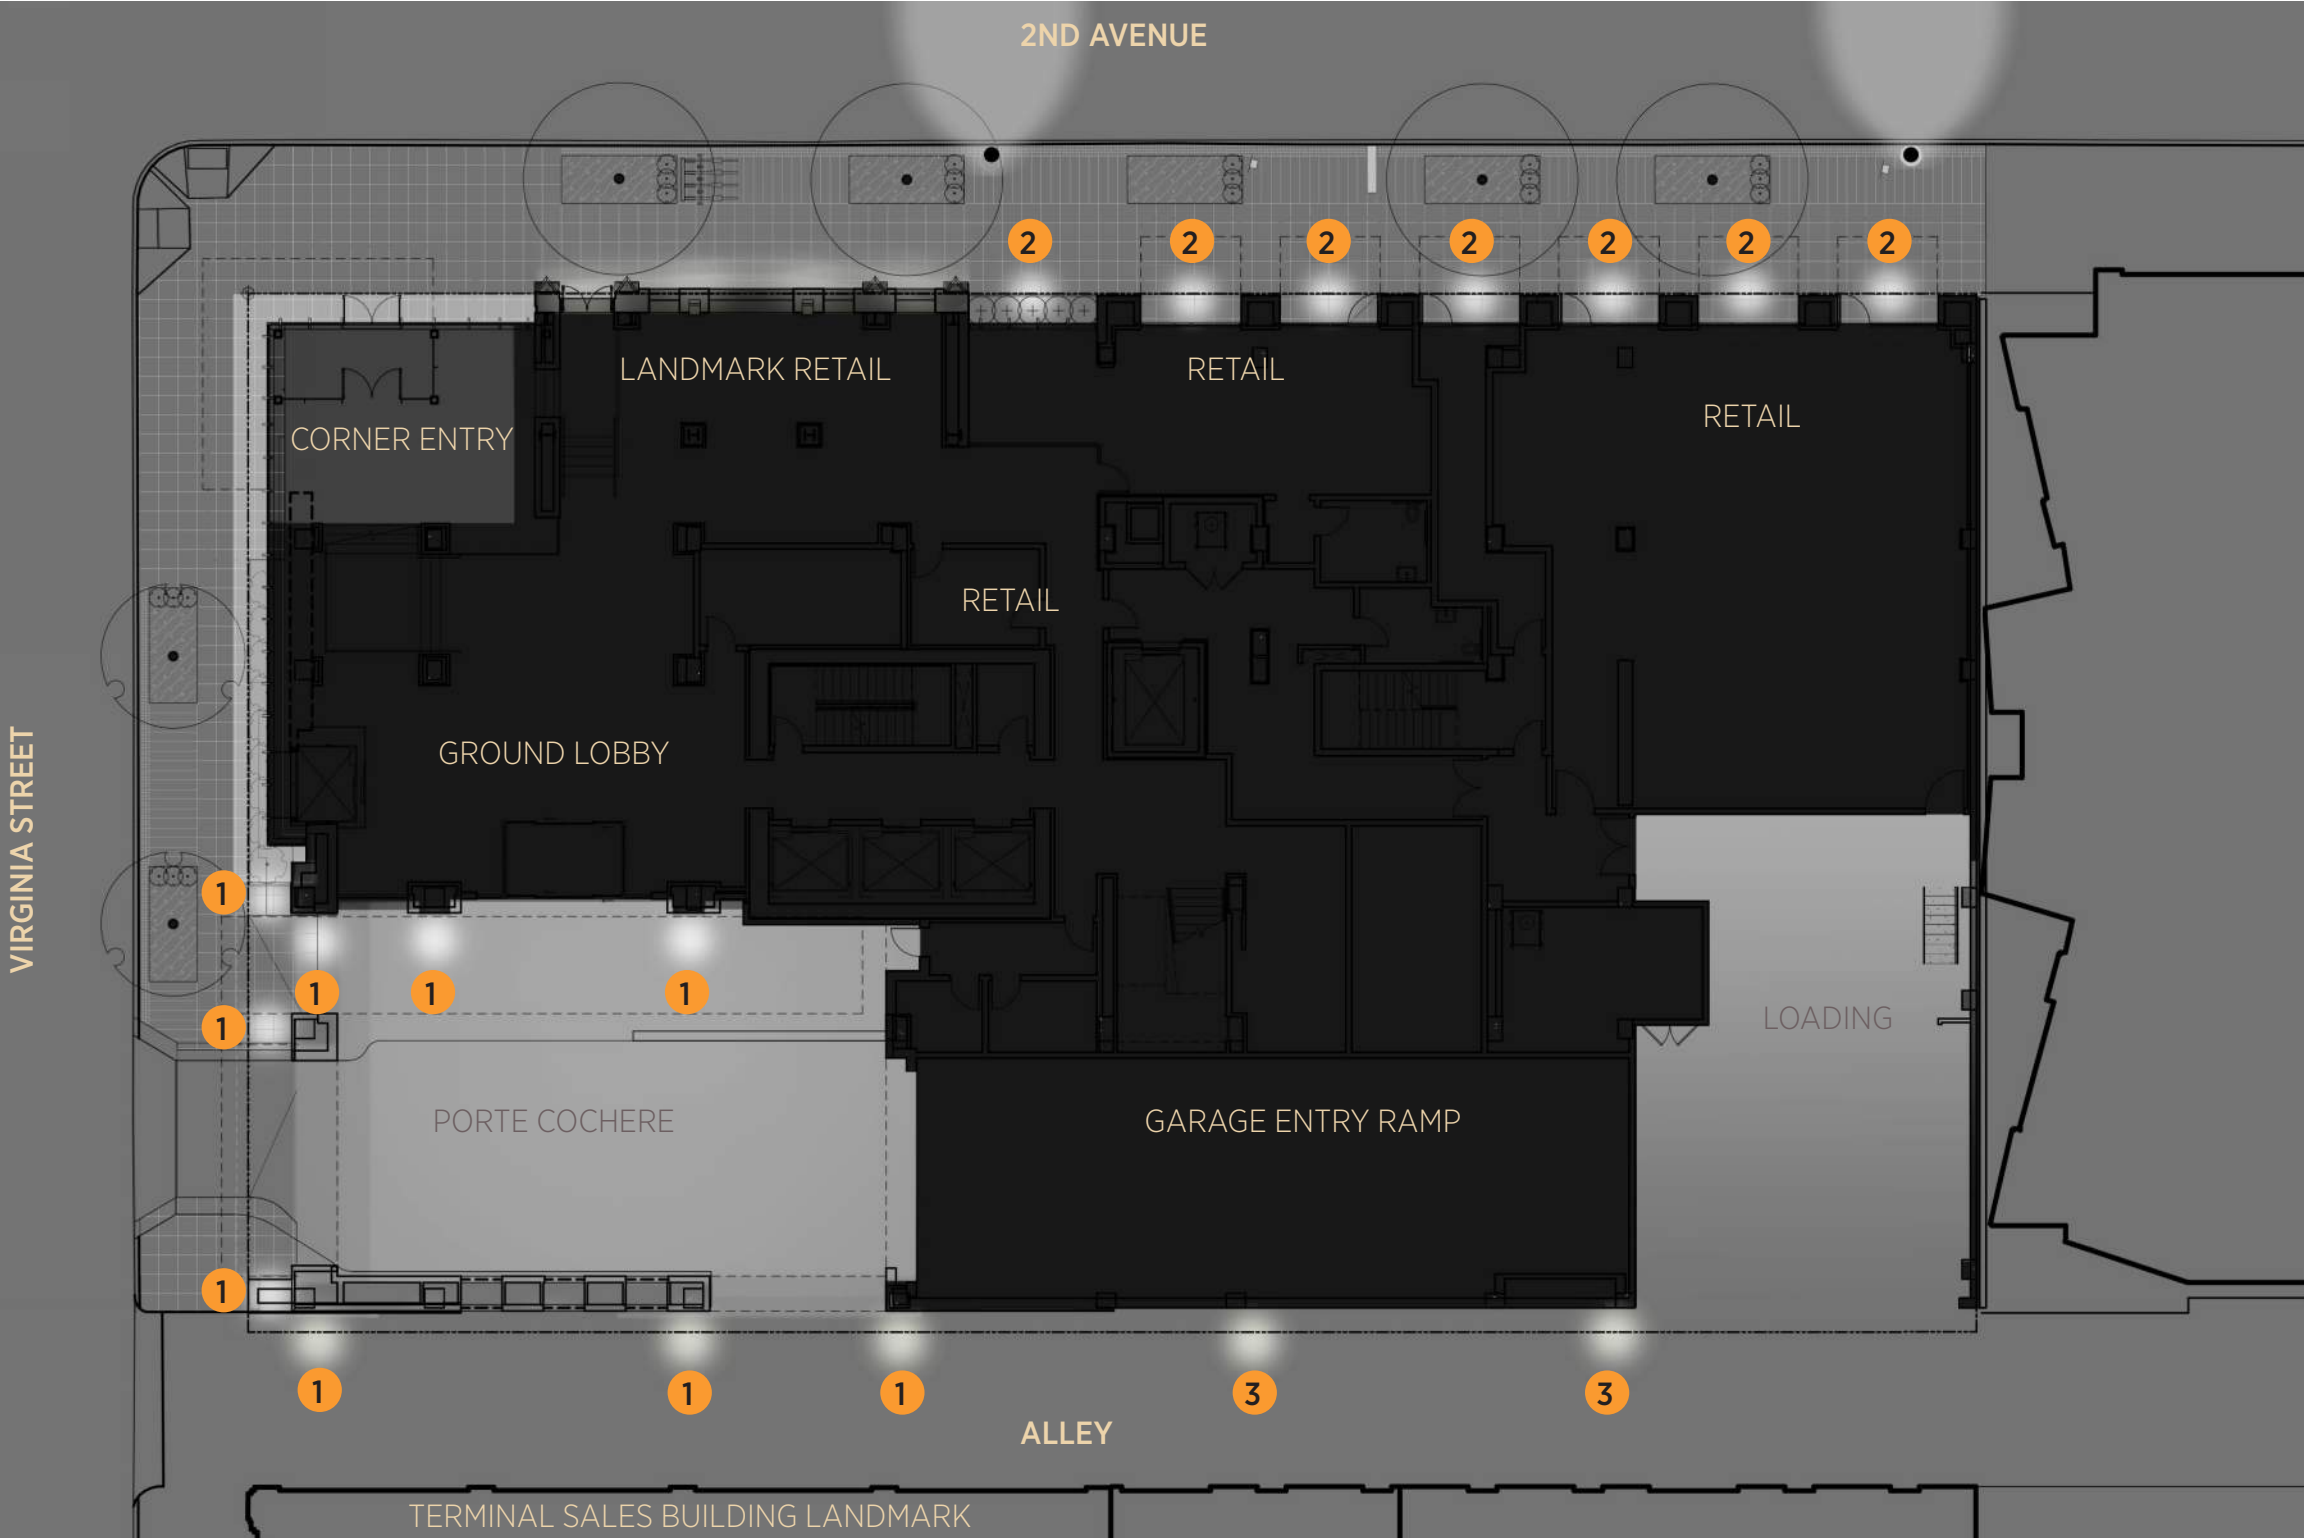 2ND AVENUE
2
2
2
2
2
2
2
LANDMARK RETAIL
RETAIL
RETAIL
CORNER ENTRY
RETAIL
GROUND LOBBY
VIRGINIA STREET
1
1
1
1
1
LOADING
PORTE COCHERE
GARAGE ENTRY RAMP
1
1
1
1
3
3
ALLEY
TERMINAL SALES BUILDING LANDMARK